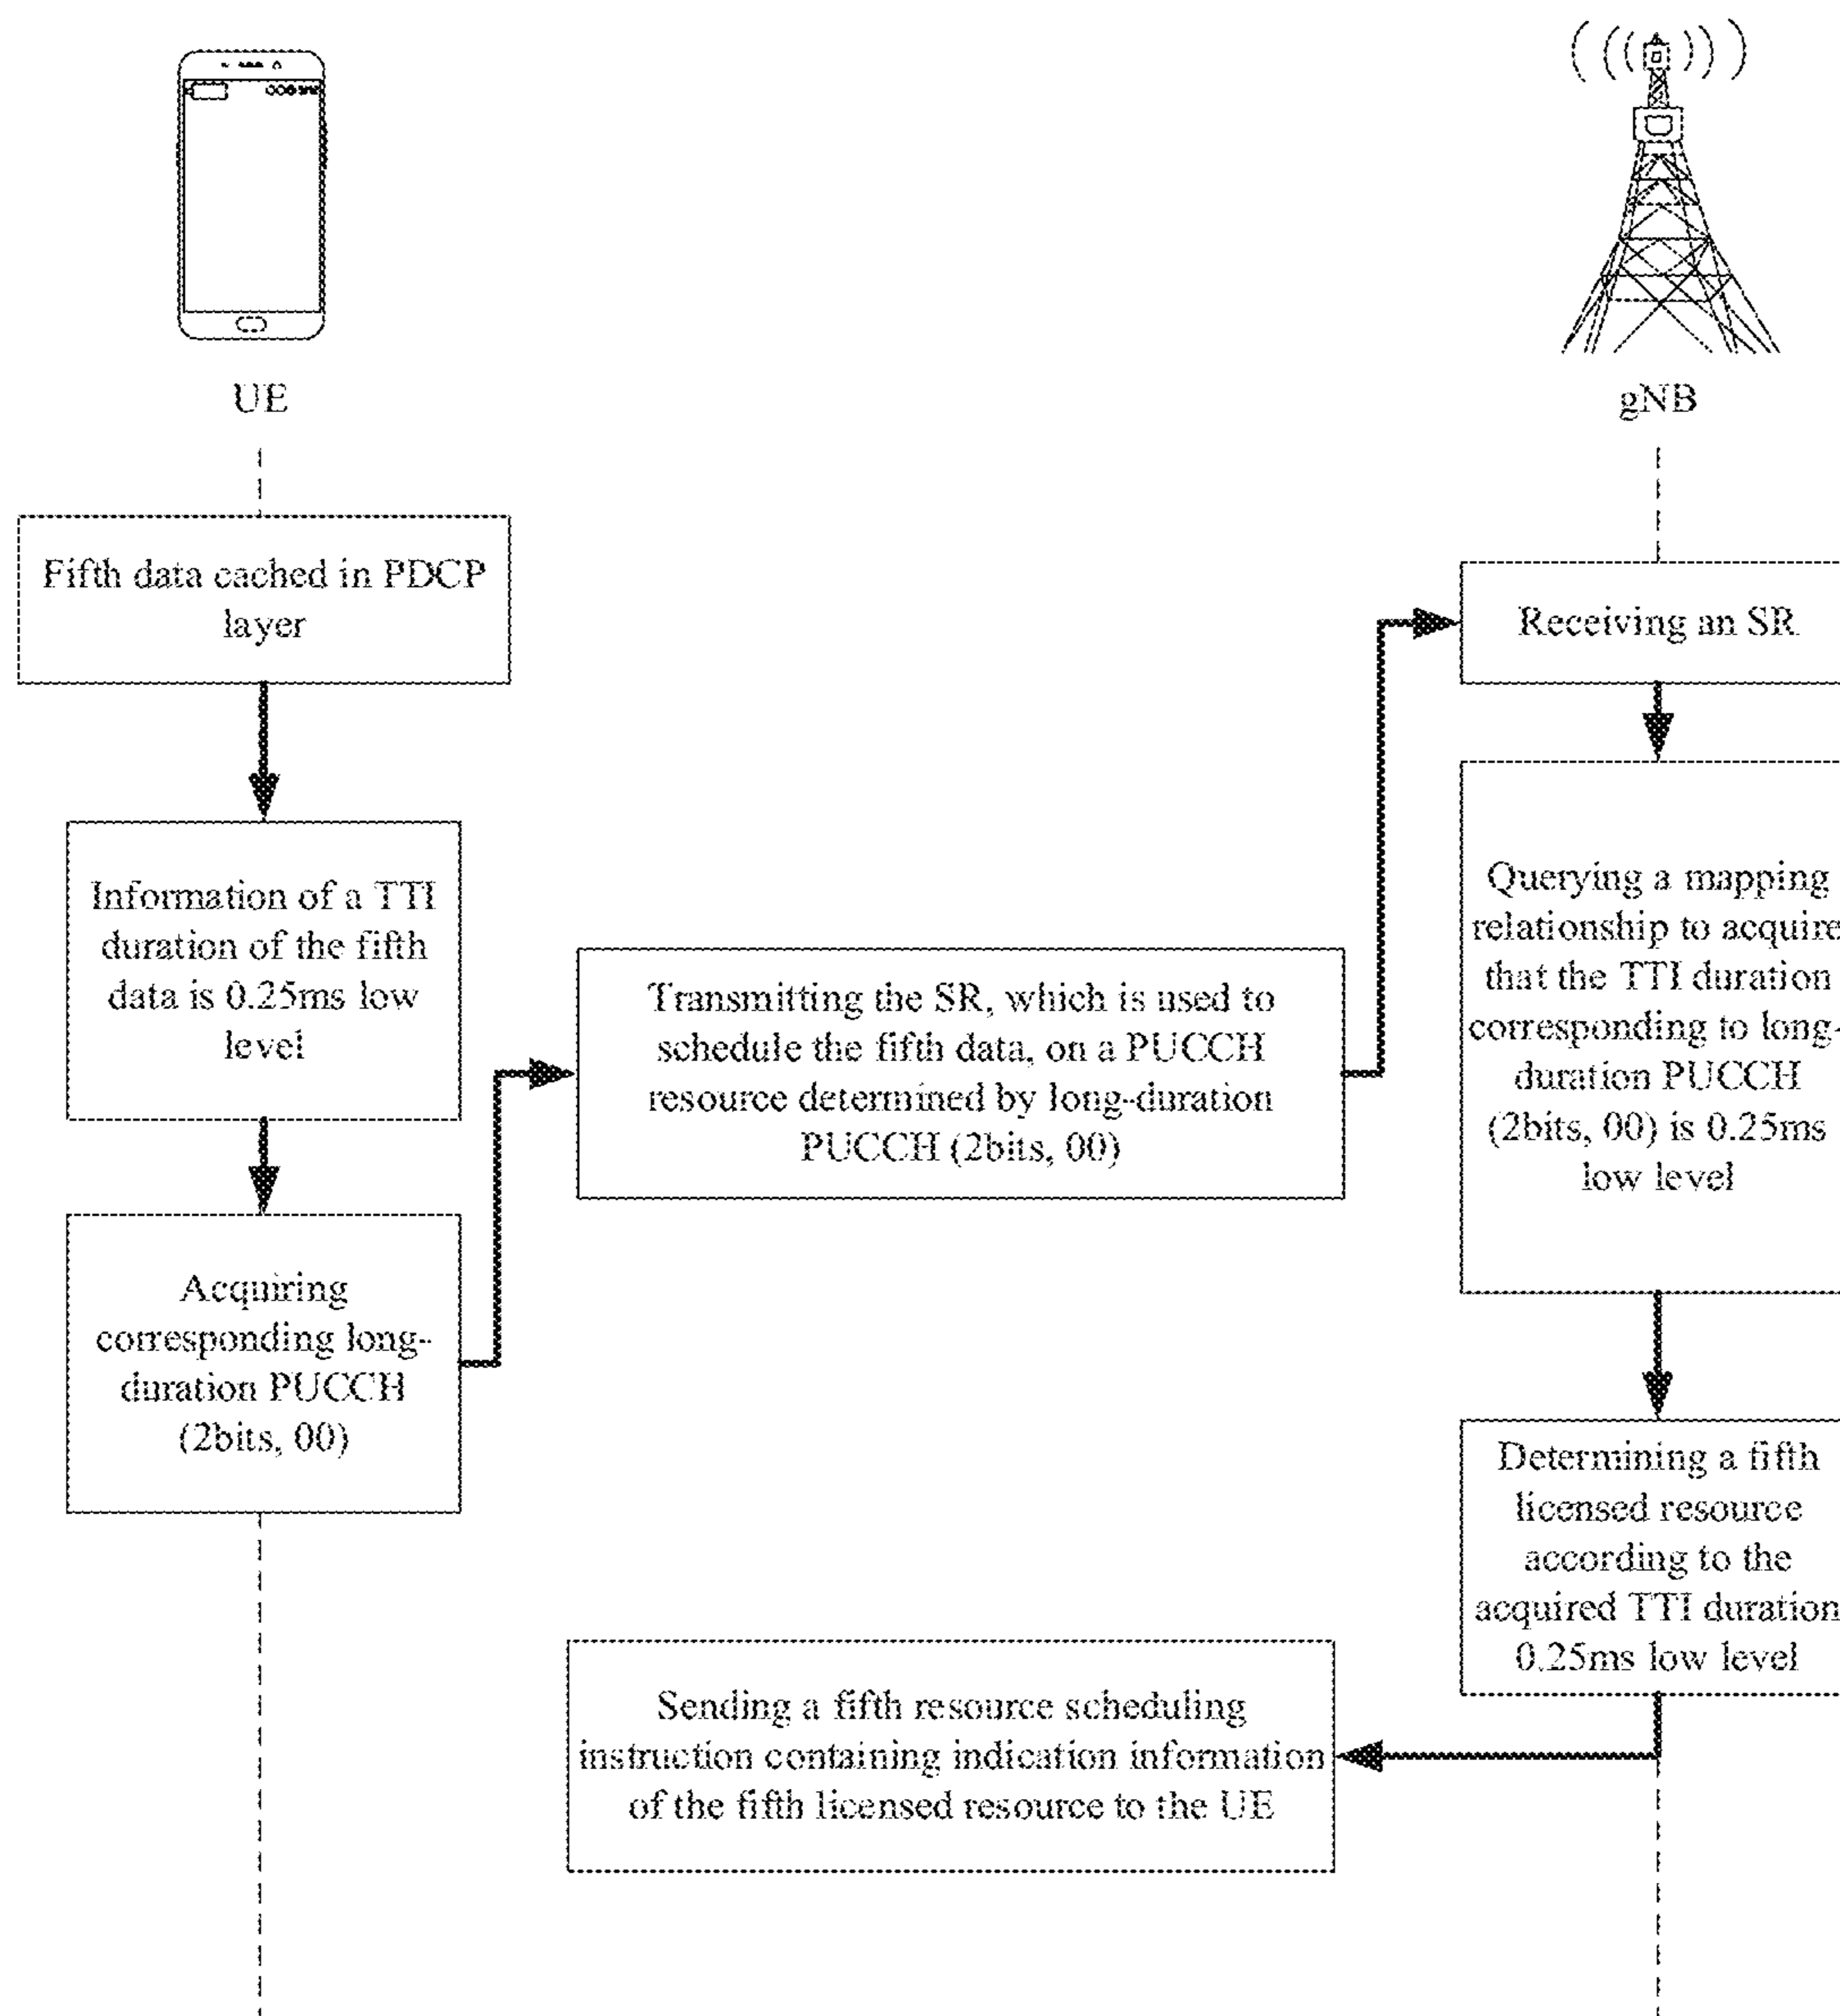 UE
gNB
Fifth data cached in PDCP
layer
Information of a TTI
duration of the fifth
data is 0.25ms low
level
Acquiring
corresponding long-
duration PUCCH
(2bits, 00)
Transmitting the SR, which is used to
schedule the fifth data, on a PUCCH
resource determined by long-duration
PUCCH (2bits, 00)
Receiving an SR
Querying a mapping
relationship to acquire
that the TTI duration
corresponding to long-
duration PUCCH
(2bits, 00) is 0.25ms
low level
Determining a fifth
licensed resource
according to the
acquired TTI duration
0.25ms low level
Sending a fifth resource scheduling
instruction containing indication information
of the fifth licensed resource to the UE